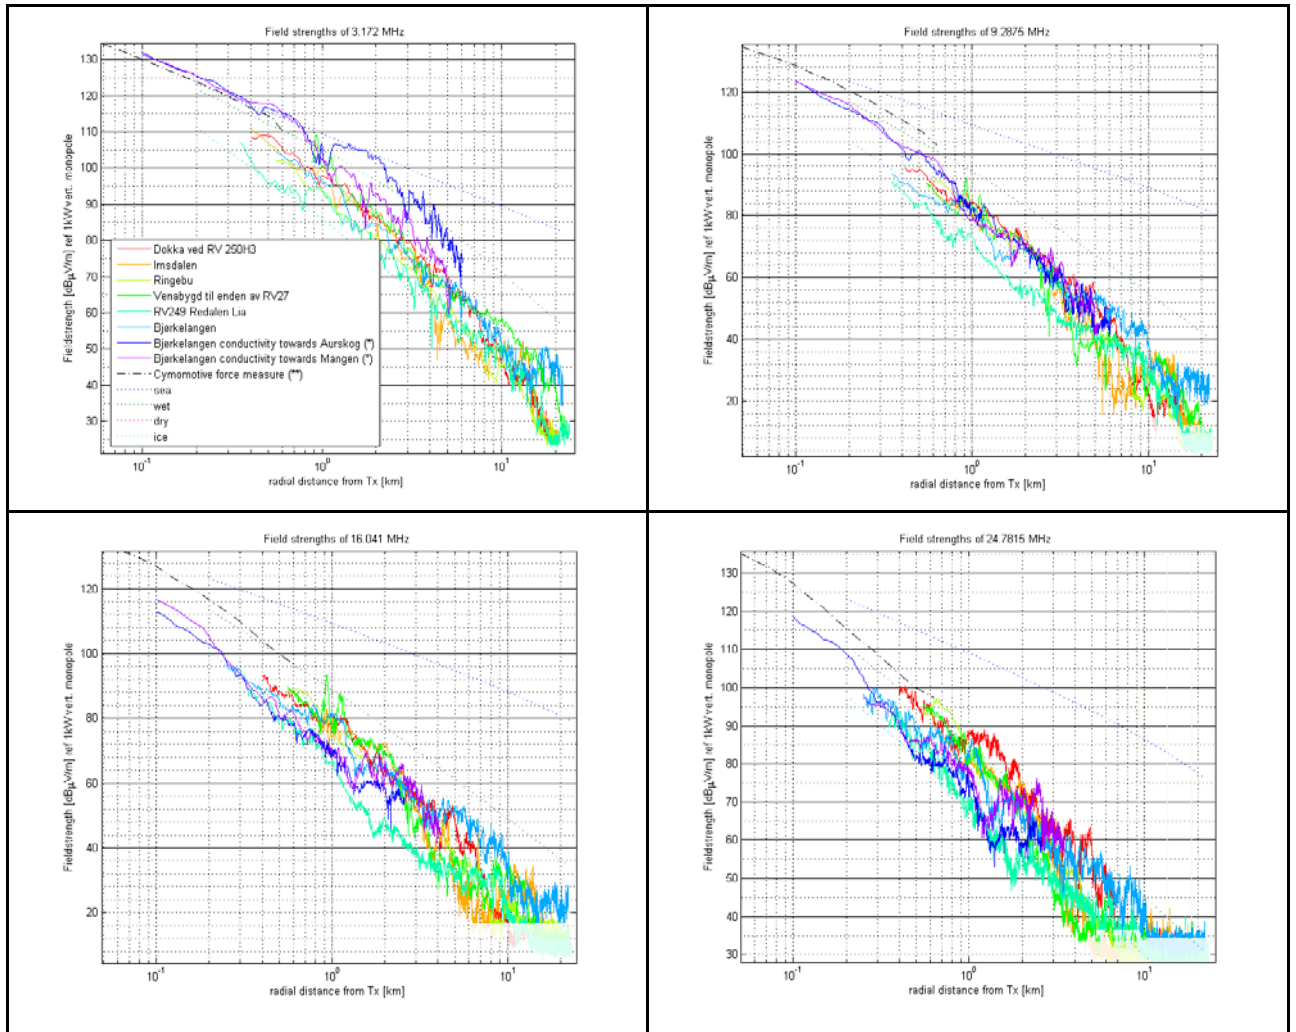 Field strengths of 3.172 MHz
130
120
110
100
90
80
70
60
50
40
30
Fieldstrength [dBµV/m] ref 1kW vert. monopole
Dokka ved RV 250H3
Imsdalen
Ringebu
Venabygd til enden av RV27
RV249 Redalen Lia
Bjerkelangen
Bjerkelangen conductivity towards Aurskog (*)
Bjerkelangen conductivity towards Mangen (*)
Cymomotive force measure (**)
sea
wet
dry
ice
10-1 100 101
radial distance from Tx [km]
Field strengths of 9.2875 MHz
120
100
80
60
40
20
Fieldstrength [dBµV/m] ref 1kW vert. monopole
10-1 100 101
radial distance from Tx [km]
Field strengths of 16.041 MHz
120
100
80
60
40
20
Fieldstrength [dBµV/m] ref 1kW vert. monopole
10-1 100 101
radial distance from Tx [km]
Field strengths of 24.7815 MHz
130
120
110
100
90
80
70
60
50
40
30
Fieldstrength [dBµV/m] ref 1kW vert. monopole
10-1 100 101
radial distance from Tx [km]